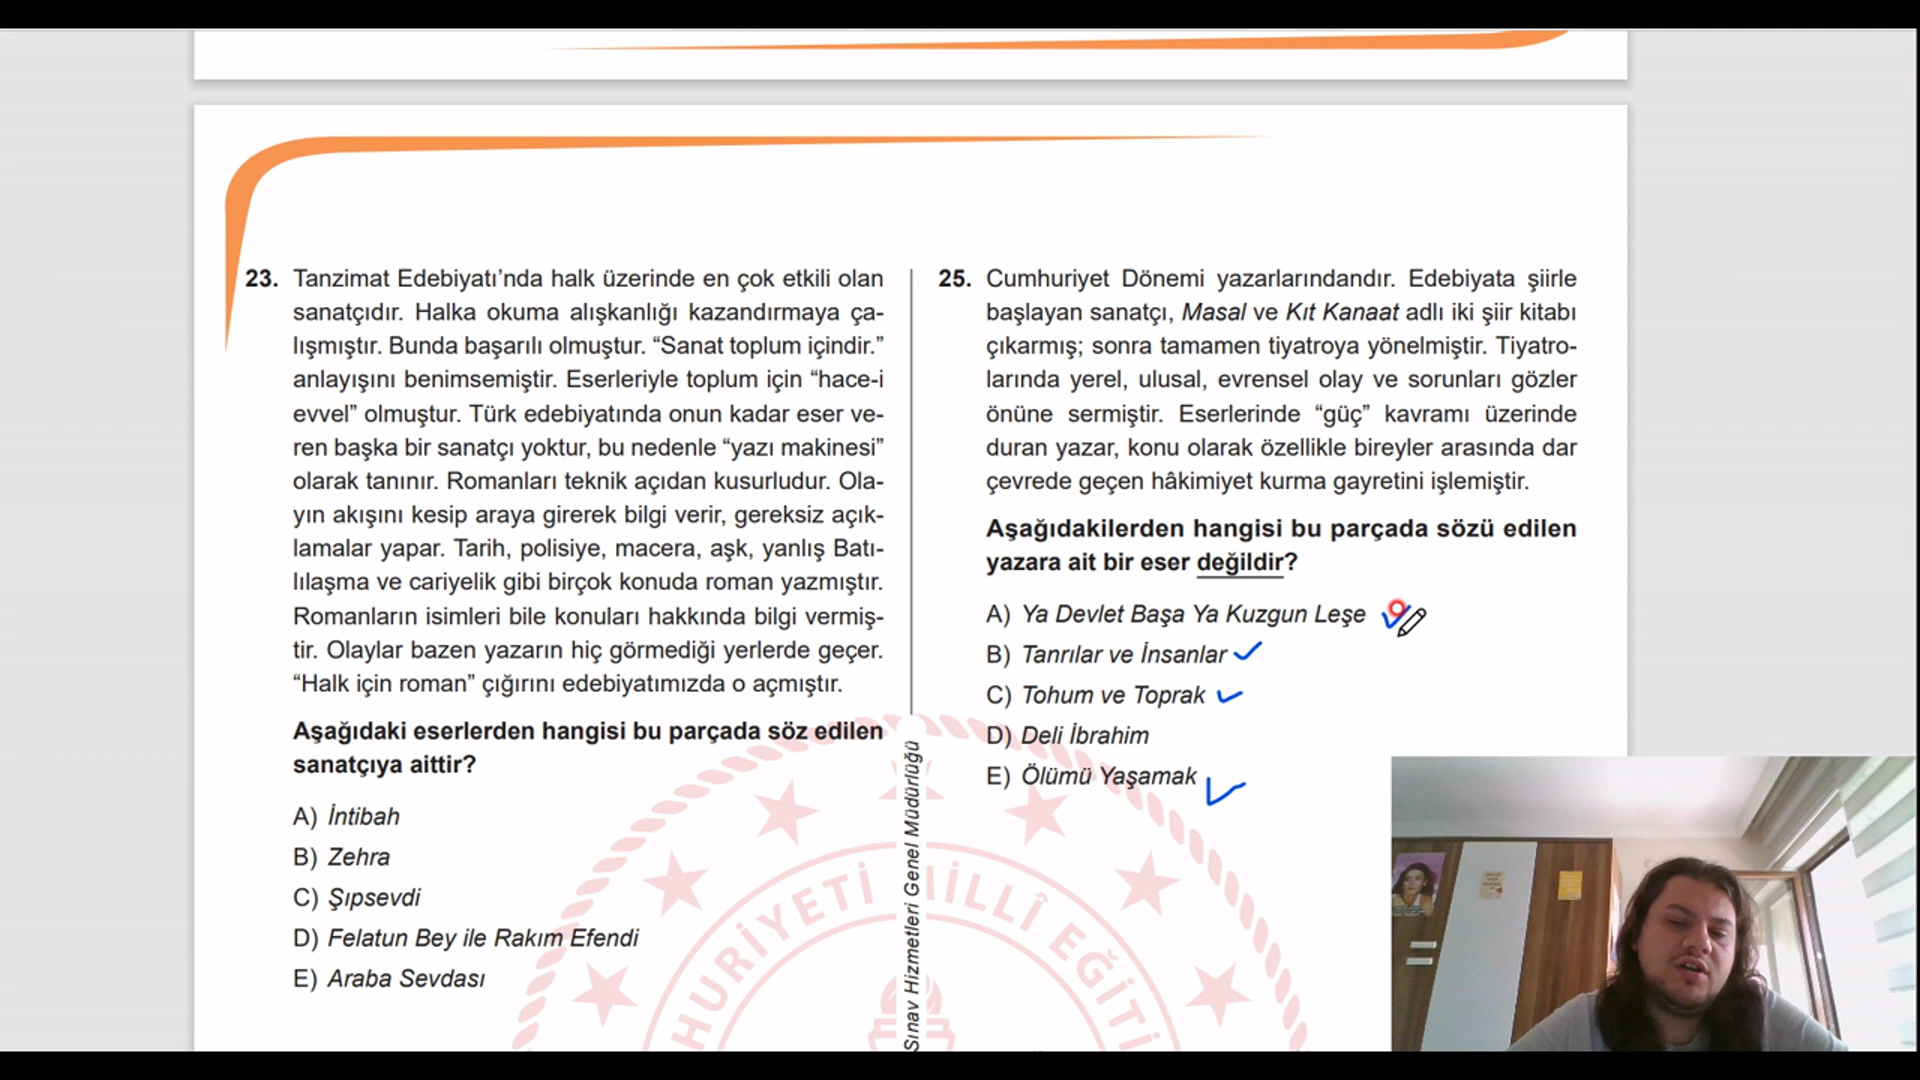 23. Tanzimat Edebiyatı’nda halk üzerinde en çok etkili olan
sanatçıdır. Halka okuma alışkanlığı kazandırmaya ça-
lışmıştır. Bunda başarılı olmuştur. “Sanat toplum içindir.”
anlayışını benimsemiştir. Eserleriyle toplum için “hace-i
evvel” olmuştur. Türk edebiyatında onun kadar eser ve-
ren başka bir sanatçı yoktur, bu nedenle “yazı makinesi”
olarak tanınır. Romanları teknik açıdan kusurludur. Ola-
yın akışını kesip araya girerek bilgi verir, gereksiz açık-
lamalar yapar. Tarih, polisiye, macera, aşk, yanlış Batı-
lılaşma ve cariyelik gibi birçok konuda roman yazmıştır.
Romanların isimleri bile konuları hakkında bilgi vermiş-
tir. Olaylar bazen yazarın hiç görmediği yerlerde geçer.
“Halk için roman” çığırını edebiyatımızda o açmıştır.
Aşağıdaki eserlerden hangisi bu parçada söz edilen
sanatçıya aittir?
A) İntibah
B) Zehra
C) Şıpsevdi
D) Felatun Bey ile Rakım Efendi
E) Araba Sevdası
25. Cumhuriyet Dönemi yazarlarındandır. Edebiyata şiirle
başlayan sanatçı, Masal ve Kıt Kanaat adlı iki şiir kitabı
çıkarmış; sonra tamamen tiyatroya yönelmiştir. Tiyatro-
larında yerel, ulusal, evrensel olay ve sorunları gözler
önüne sermiştir. Eserlerinde “güç” kavramı üzerinde
duran yazar, konu olarak özellikle bireyler arasında dar
çevrede geçen hâkimiyet kurma gayretini işlemiştir.
Aşağıdakilerden hangisi bu parçada sözü edilen
yazara ait bir eser değildir?
A) Ya Devlet Başa Ya Kuzgun Leşe
B) Tanrılar ve İnsanlar
C) Tohum ve Toprak
D) Deli İbrahim
E) Ölümü Yaşamak
Sınav Hizmetleri Genel Müdürlüğü
HURİYETİ MİLLÎ EĞİTİ